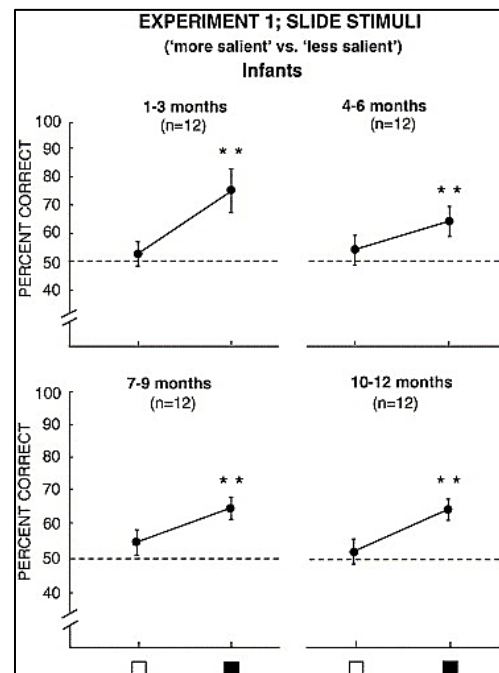 EXPERIMENT 1; SLIDE STIMULI
('more salient' vs. 'less salient')
Infants
1-3 months
(n=12)
4-6 months
(n=12)
PERCENT CORRECT
100
90
80
70
60
50
40
* *
* *
7-9 months
(n=12)
10-12 months
(n=12)
PERCENT CORRECT
100
90
80
70
60
50
40
* *
* *